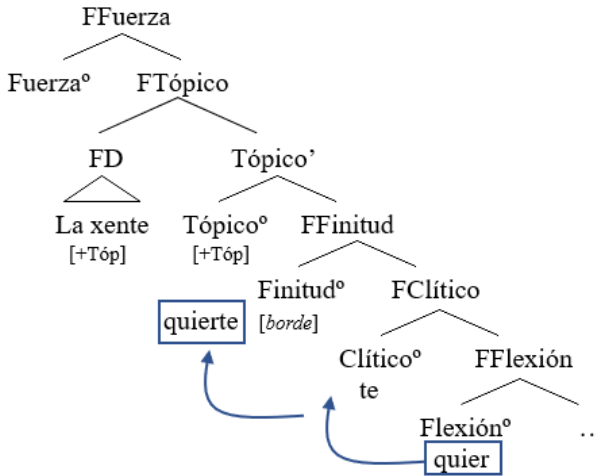 FFuerza
Fuerzaº FTópico
FD Tópico’
La xente Tópicoº FFinitud
[+Tóp] [+Tóp]
Finitudº FClítico
quierte [borde]
Clíticoº FFlexión
te
Flexiónº ..
quier